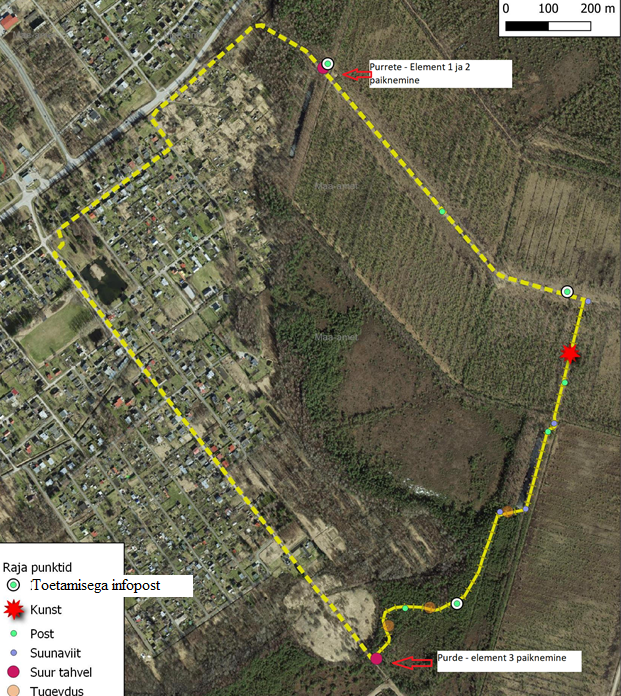 0 100 200 m
Purrete - Element 1 ja 2
paiknemine
Maa-amet
Maa-amet
Purde - element 3 paiknemine
Raja punktid
Toetamisega infopost
Kunst
Post
Suunaviit
Suur tahvel
Tugevdus